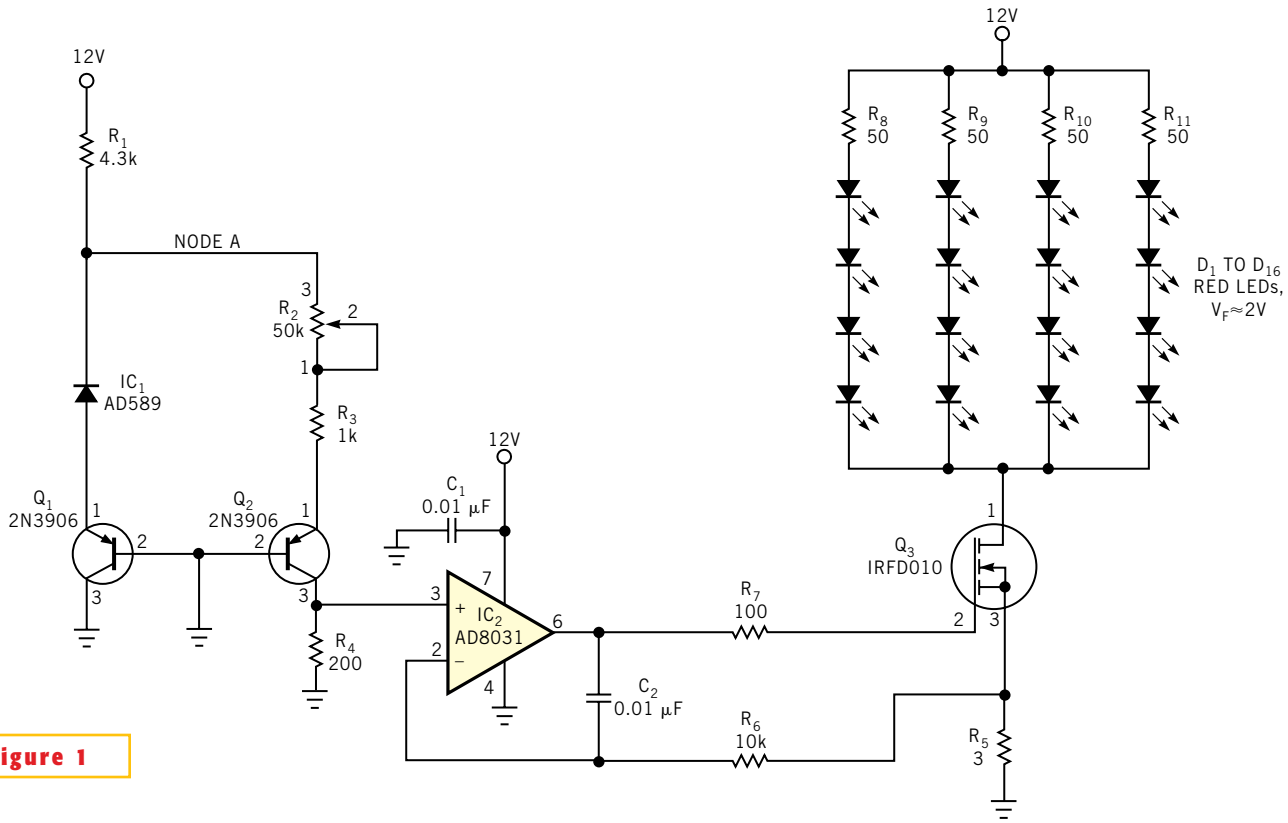 12V
R1
4.3k
NODE A
3
R2
50k
2
1
IC1
AD589
R3
1k
Q1
2N3906
1
2
3
Q2
2N3906
1
2
3
R4
200
C1
0.01 µF
12V
7
3
+
IC2
AD8031
6
2
–
4
C2
0.01 µF
R7
100
R6
10k
Q3
IRFD010
1
2
3
R5
3
12V
R8
50
R9
50
R10
50
R11
50
D1 TO D16
RED LEDs,
VF≈2V
igure 1